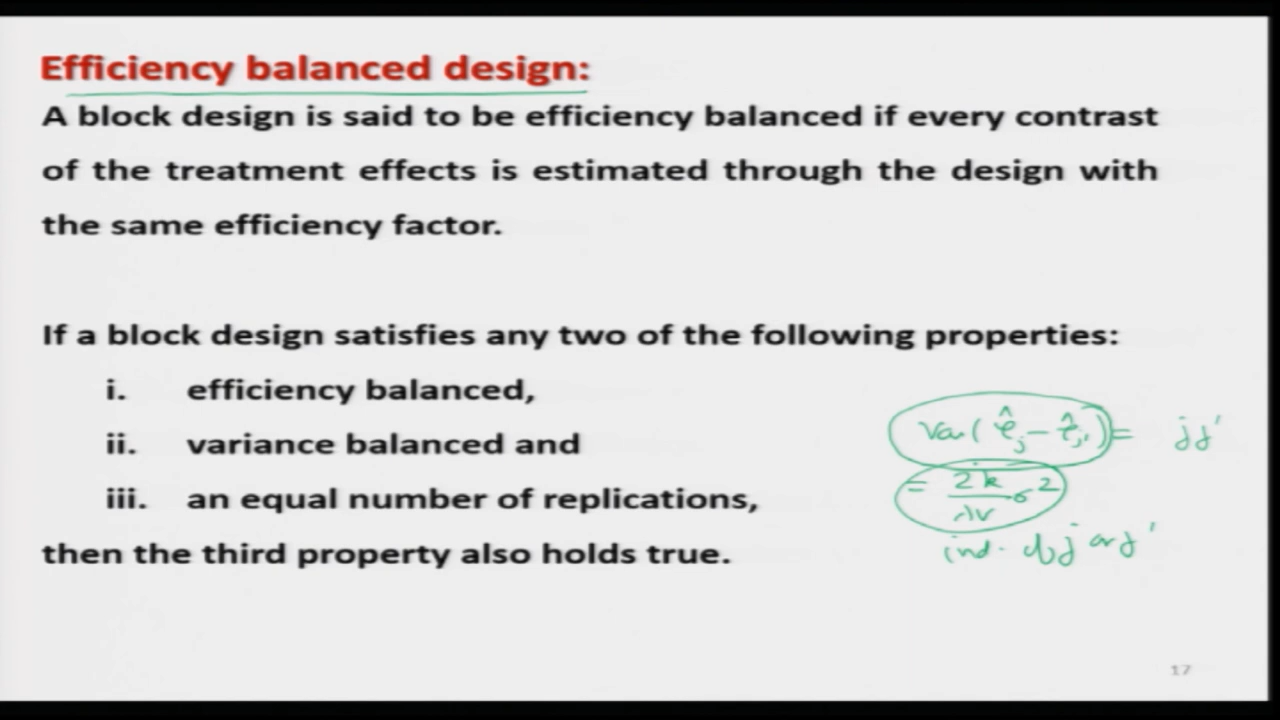 Efficiency balanced design:
A block design is said to be efficiency balanced if every contrast
of the treatment effects is estimated through the design with
the same efficiency factor.
If a block design satisfies any two of the following properties:
i. efficiency balanced,
ii. variance balanced and
iii. an equal number of replications,
then the third property also holds true.
Var(τ̂j − τ̂j') = jj'
= 2k/λv σ²
ind. of j or j'
17